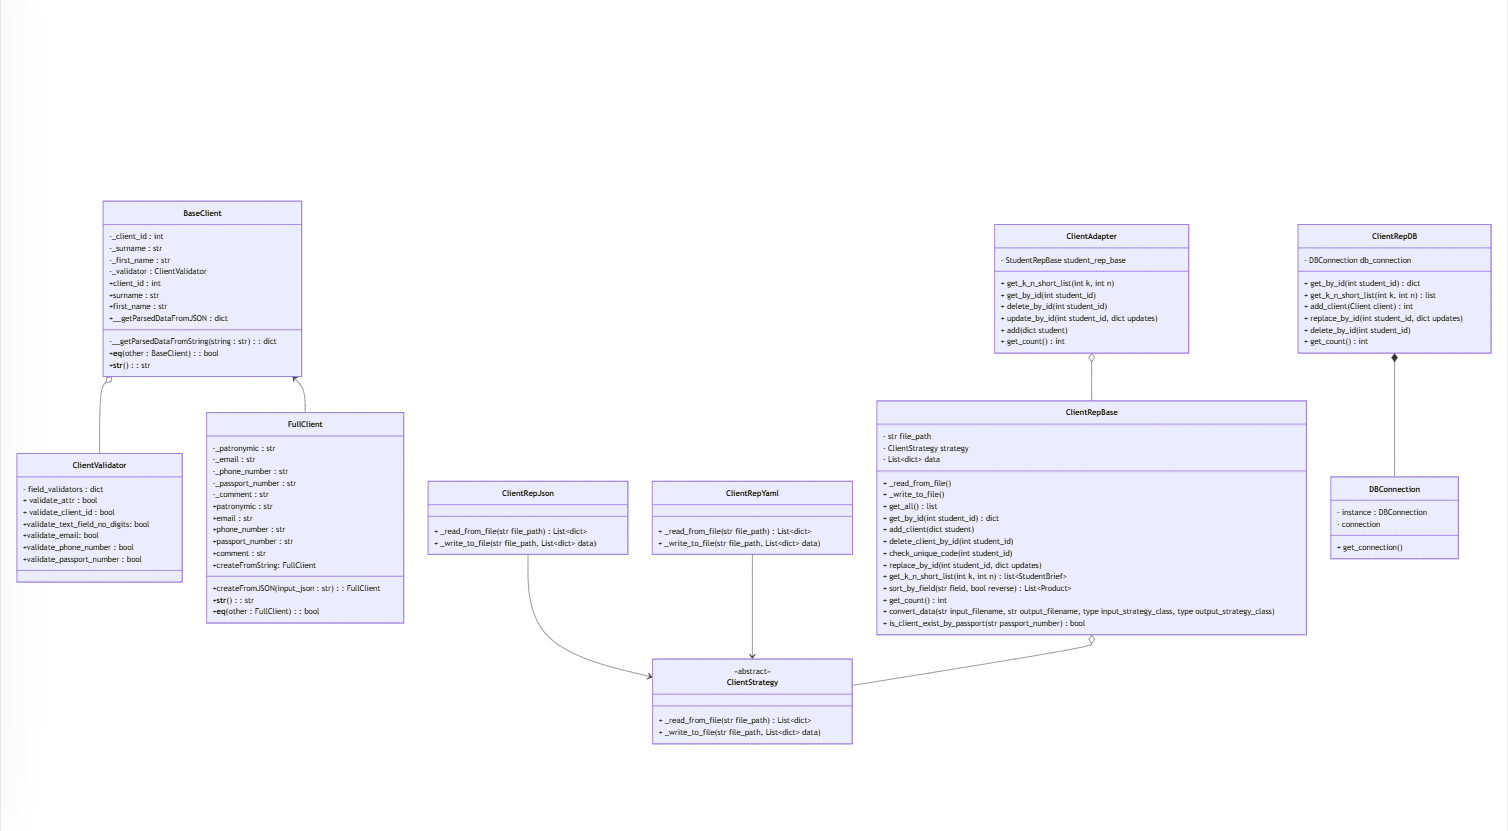 BaseClient
-_client_id : int
-_surname : str
-_first_name : str
-_validator : ClientValidator
+client_id : int
+surname : str
+first_name : str
+__getParsedDataFromJSON : dict
-__getParsedDataFromString(string : str) : : dict
+eq(other : BaseClient) : : bool
+str() : : str
ClientValidator
- field_validators : dict
+ validate_attr : bool
+ validate_client_id : bool
+validate_text_field_no_digits: bool
+validate_email: bool
+validate_phone_number : bool
+validate_passport_number : bool
FullClient
-_patronymic : str
-_email : str
-_phone_number : str
-_passport_number : str
-_comment : str
+patronymic : str
+email : str
+phone_number : str
+passport_number : str
+comment : str
+createFromString: FullClient
+createFromJSON(input_json : str) : : FullClient
+str() : : str
+eq(other : FullClient) : : bool
ClientRepJson
+ _read_from_file(str file_path) : List<dict>
+ _write_to_file(str file_path, List<dict> data)
ClientRepYaml
+ _read_from_file(str file_path) : List<dict>
+ _write_to_file(str file_path, List<dict> data)
«abstract»
ClientStrategy
+ _read_from_file(str file_path) : List<dict>
+ _write_to_file(str file_path, List<dict> data)
ClientAdapter
- StudentRepBase student_rep_base
+ get_k_n_short_list(int k, int n)
+ get_by_id(int student_id)
+ delete_by_id(int student_id)
+ update_by_id(int student_id, dict updates)
+ add(dict student)
+ get_count() : int
ClientRepBase
- str file_path
- ClientStrategy strategy
- List<dict> data
+ _read_from_file()
+ _write_to_file()
+ get_all() : list
+ get_by_id(int student_id) : dict
+ add_client(dict student)
+ delete_client_by_id(int student_id)
+ check_unique_code(int student_id)
+ replace_by_id(int student_id, dict updates)
+ get_k_n_short_list(int k, int n) : list<StudentBrief>
+ sort_by_field(str field, bool reverse) : List<Product>
+ get_count() : int
+ convert_data(str input_filename, str output_filename, type input_strategy_class, type output_strategy_class)
+ is_client_exist_by_passport(str passport_number) : bool
ClientRepDB
- DBConnection db_connection
+ get_by_id(int student_id) : dict
+ get_k_n_short_list(int k, int n) : list
+ add_client(Client client) : int
+ replace_by_id(int student_id, dict updates)
+ delete_by_id(int student_id)
+ get_count() : int
DBConnection
- instance : DBConnection
- connection
+ get_connection()